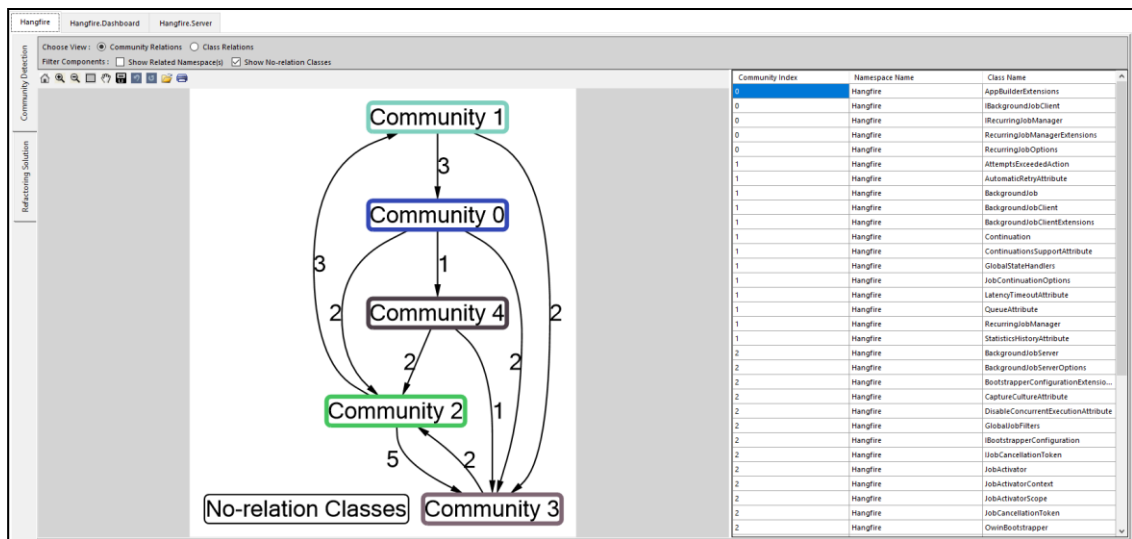 Hangfire Hangfire.Dashboard Hangfire.Server
Community Detection
Refactoring Solution
Choose View : Community Relations Class Relations
Filter Components : Show Related Namespace(s) Show No-relation Classes
Community 1
3
Community 0
3
1
2
Community 4
2
2
2
Community 2
1
5
2
No-relation Classes
Community 3
Community Index Namespace Name Class Name
0 Hangfire AppBuilderExtensions
0 Hangfire IBackgroundJobClient
0 Hangfire IRecurringJobManager
0 Hangfire RecurringJobManagerExtensions
0 Hangfire RecurringJobOptions
1 Hangfire AttemptsExceededAction
1 Hangfire AutomaticRetryAttribute
1 Hangfire BackgroundJob
1 Hangfire BackgroundJobClient
1 Hangfire BackgroundJobClientExtensions
1 Hangfire Continuation
1 Hangfire ContinuationsSupportAttribute
1 Hangfire GlobalStateHandlers
1 Hangfire JobContinuationOptions
1 Hangfire LatencyTimeoutAttribute
1 Hangfire QueueAttribute
1 Hangfire RecurringJobManager
1 Hangfire StatisticsHistoryAttribute
2 Hangfire BackgroundJobServer
2 Hangfire BackgroundJobServerOptions
2 Hangfire BootstrapperConfigurationExtensio...
2 Hangfire CaptureCultureAttribute
2 Hangfire DisableConcurrentExecutionAttribute
2 Hangfire GlobalJobFilters
2 Hangfire IBootstrapperConfiguration
2 Hangfire IJobCancellationToken
2 Hangfire JobActivator
2 Hangfire JobActivatorContext
2 Hangfire JobActivatorScope
2 Hangfire JobCancellationToken
2 Hangfire OwinBootstrapper